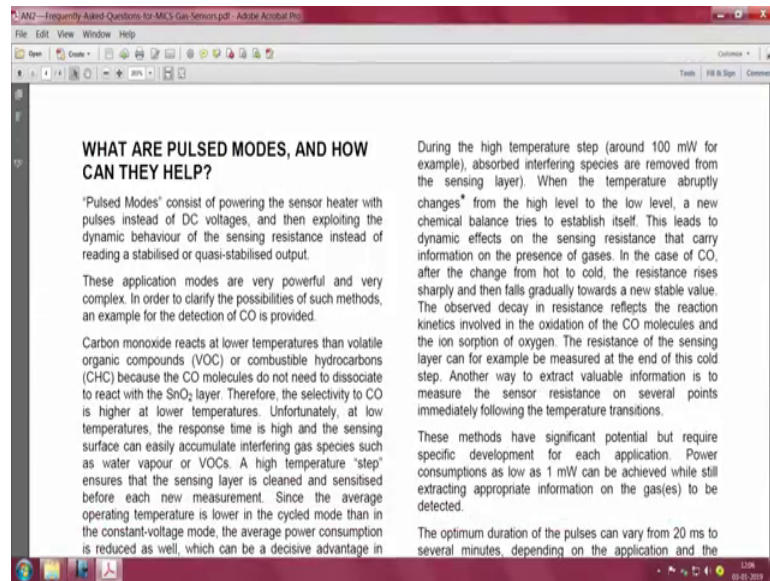 AN2—Frequently-Asked-Questions-for-MICS-Gas-Sensors.pdf - Adobe Acrobat Pro
File Edit View Window Help
Open
Create
Customize
Tools
Fill & Sign
Comment
WHAT ARE PULSED MODES, AND HOW
CAN THEY HELP?
“Pulsed Modes” consist of powering the sensor heater with
pulses instead of DC voltages, and then exploiting the
dynamic behaviour of the sensing resistance instead of
reading a stabilised or quasi-stabilised output.
These application modes are very powerful and very
complex. In order to clarify the possibilities of such methods,
an example for the detection of CO is provided.
Carbon monoxide reacts at lower temperatures than volatile
organic compounds (VOC) or combustible hydrocarbons
(CHC) because the CO molecules do not need to dissociate
to react with the SnO₂ layer. Therefore, the selectivity to CO
is higher at lower temperatures. Unfortunately, at low
temperatures, the response time is high and the sensing
surface can easily accumulate interfering gas species such
as water vapour or VOCs. A high temperature “step”
ensures that the sensing layer is cleaned and sensitised
before each new measurement. Since the average
operating temperature is lower in the cycled mode than in
the constant-voltage mode, the average power consumption
is reduced as well, which can be a decisive advantage in
During the high temperature step (around 100 mW for
example), absorbed interfering species are removed from
the sensing layer). When the temperature abruptly
changes* from the high level to the low level, a new
chemical balance tries to establish itself. This leads to
dynamic effects on the sensing resistance that carry
information on the presence of gases. In the case of CO,
after the change from hot to cold, the resistance rises
sharply and then falls gradually towards a new stable value.
The observed decay in resistance reflects the reaction
kinetics involved in the oxidation of the CO molecules and
the ion sorption of oxygen. The resistance of the sensing
layer can for example be measured at the end of this cold
step. Another way to extract valuable information is to
measure the sensor resistance on several points
immediately following the temperature transitions.
These methods have significant potential but require
specific development for each application. Power
consumptions as low as 1 mW can be achieved while still
extracting appropriate information on the gas(es) to be
detected.
The optimum duration of the pulses can vary from 20 ms to
several minutes, depending on the application and the
12:06
03-01-2019